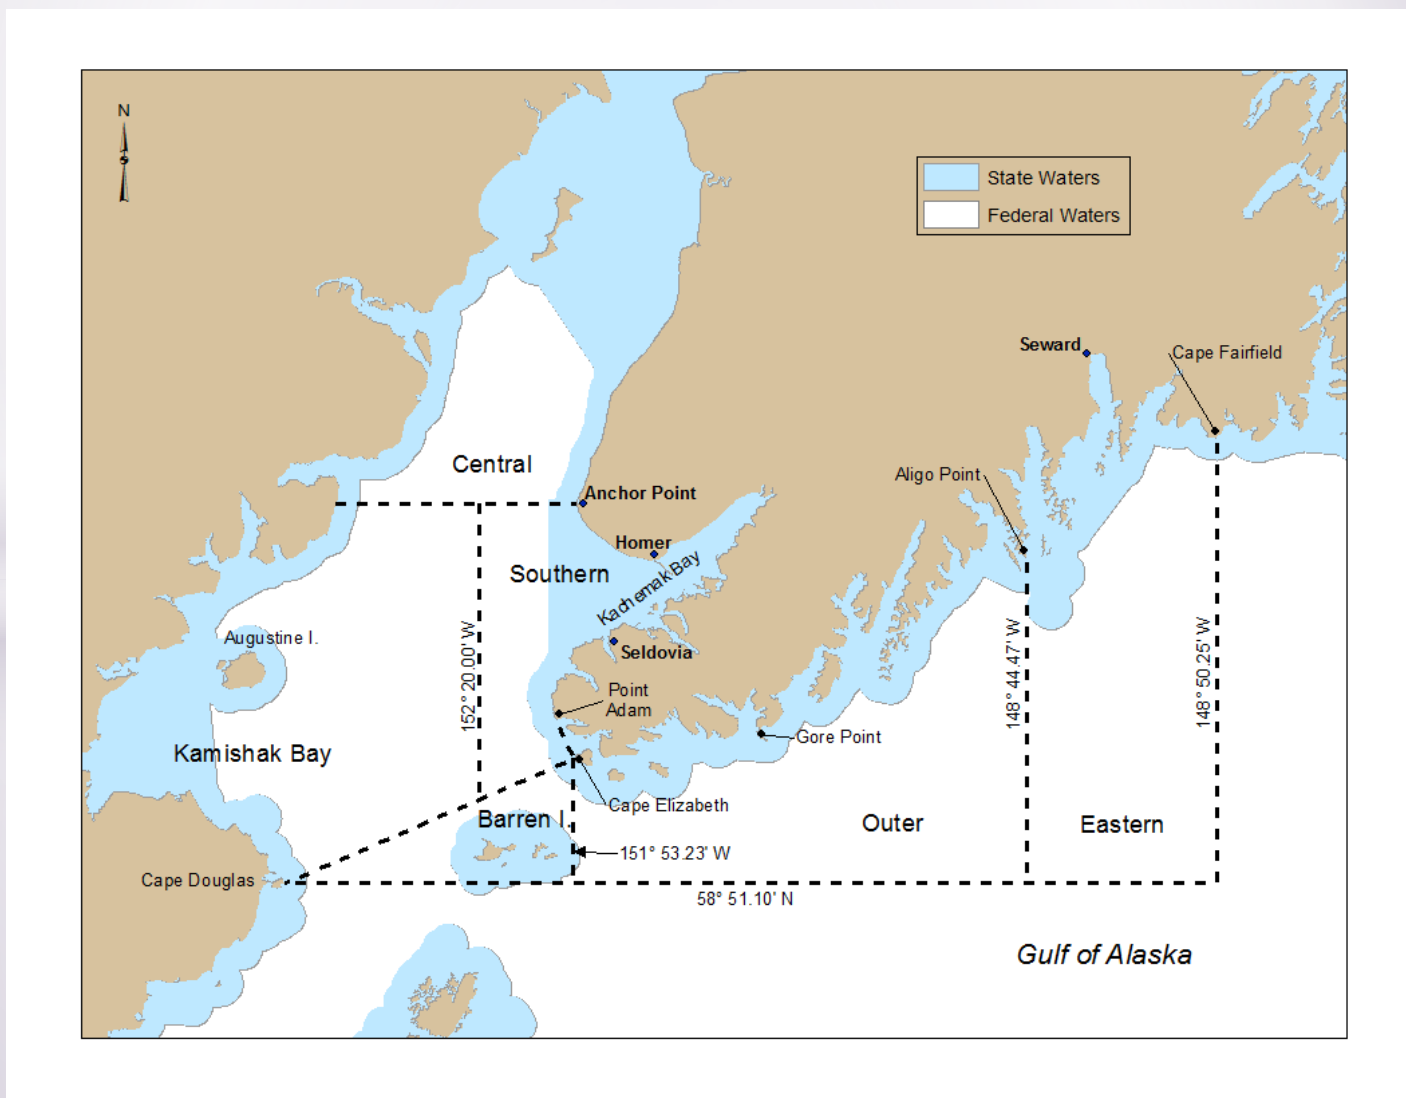 N
State Waters
Federal Waters
Seward
Cape Fairfield
Central
Aligo Point
Anchor Point
Homer
Southern
Kachemak Bay
Augustine I.
Seldovia
152° 20.00' W
148° 44.47' W
148° 50.25' W
Point
Adam
Gore Point
Kamishak Bay
Cape Elizabeth
Barren I.
Outer
Eastern
151° 53.23' W
Cape Douglas
58° 51.10' N
Gulf of Alaska